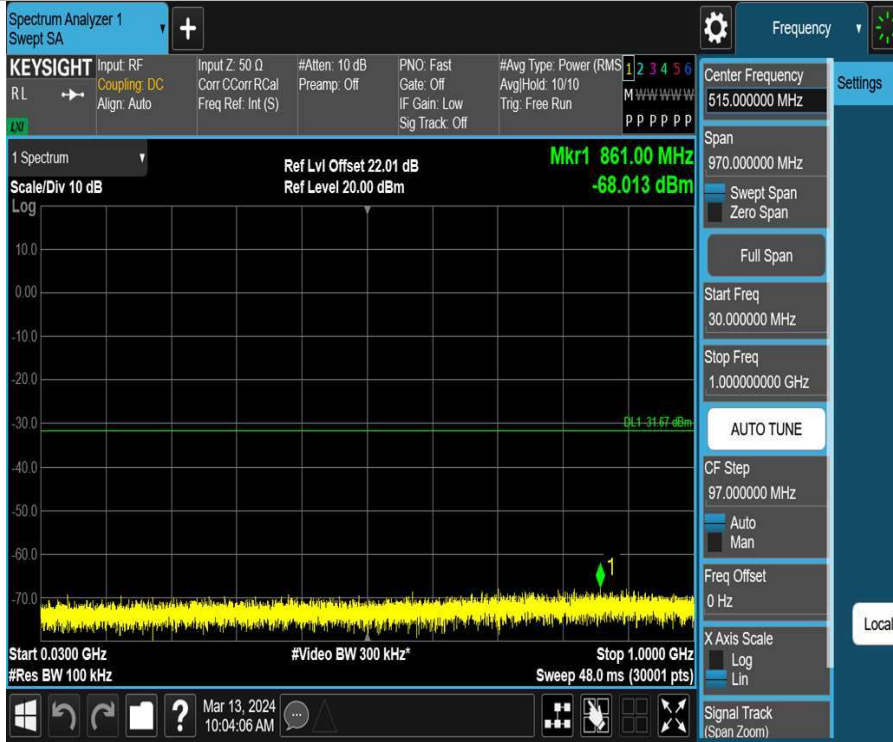 Spectrum Analyzer 1
Swept SA
+
Frequency
KEYSIGHT
R L
LXI
Input: RF
Coupling: DC
Align: Auto
Input Z: 50 Ω
Corr CCorr RCal
Freq Ref: Int (S)
#Atten: 10 dB
Preamp: Off
PNO: Fast
Gate: Off
IF Gain: Low
Sig Track: Off
#Avg Type: Power (RMS
Avg|Hold: 10/10
Trig: Free Run
1 2 3 4 5 6
M W W W W W
P P P P P P
1 Spectrum
Scale/Div 10 dB
Log
Ref Lvl Offset 22.01 dB
Ref Level 20.00 dBm
Mkr1 861.00 MHz
-68.013 dBm
10.0
0.00
-10.0
-20.0
-30.0
DL1 -31.67 dBm
-40.0
-50.0
-60.0
1
-70.0
Start 0.0300 GHz
#Res BW 100 kHz
#Video BW 300 kHz*
Stop 1.0000 GHz
Sweep 48.0 ms (30001 pts)
?
Mar 13, 2024
10:04:06 AM
Center Frequency
515.000000 MHz
Span
970.000000 MHz
Swept Span
Zero Span
Full Span
Start Freq
30.000000 MHz
Stop Freq
1.000000000 GHz
AUTO TUNE
CF Step
97.000000 MHz
Auto
Man
Freq Offset
0 Hz
X Axis Scale
Log
Lin
Signal Track
(Span Zoom)
Settings
Local